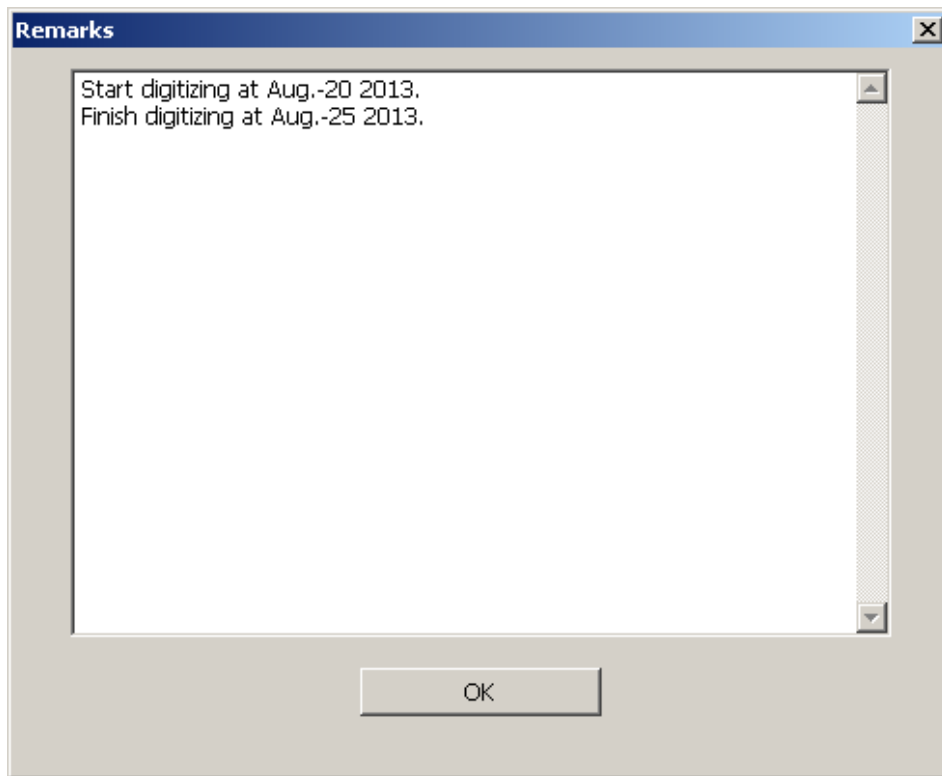 Remarks
Start digitizing at Aug.-20 2013.
Finish digitizing at Aug.-25 2013.
OK